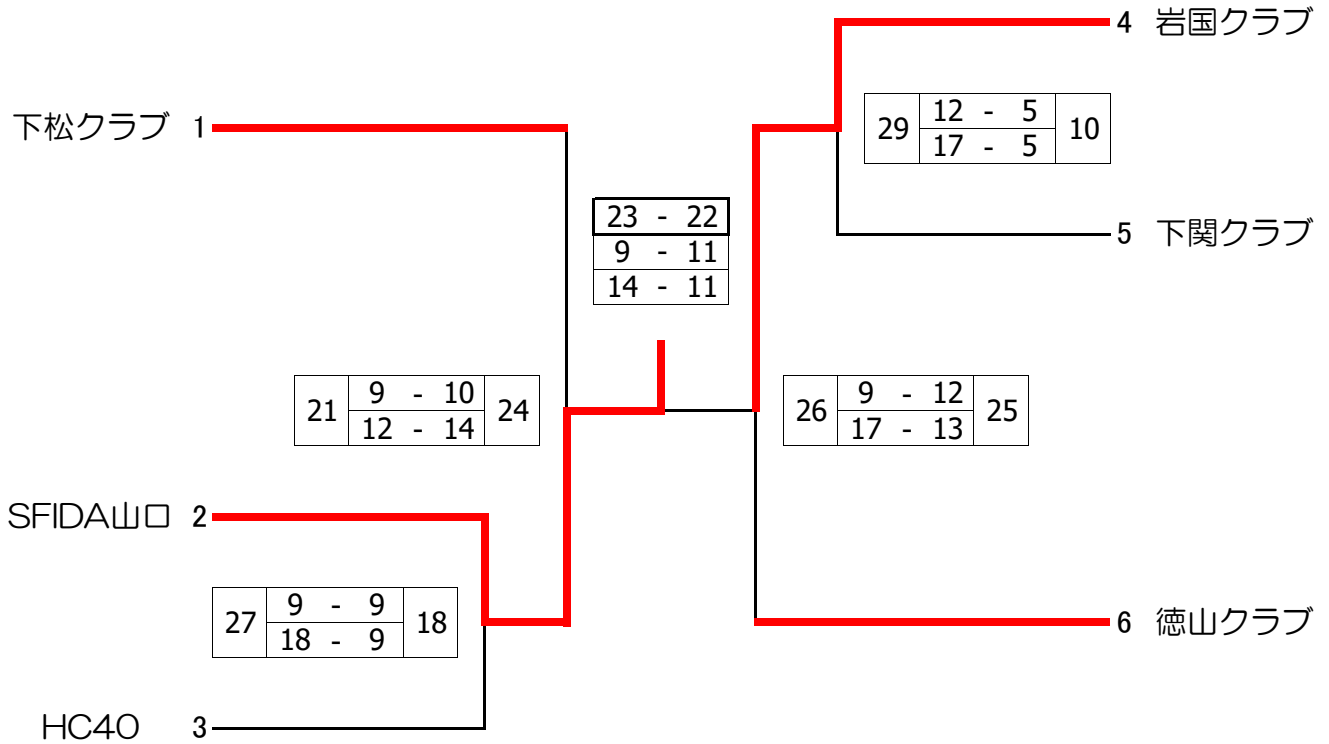 4 岩国クラブ
下松クラブ 1
29 12 - 5 10
17 - 5
23 - 22
9 - 11
14 - 11
5 下関クラブ
21 9 - 10 24
12 - 14
26 9 - 12 25
17 - 13
SFIDA山口 2
27 9 - 9 18
18 - 9
6 徳山クラブ
HC40 3